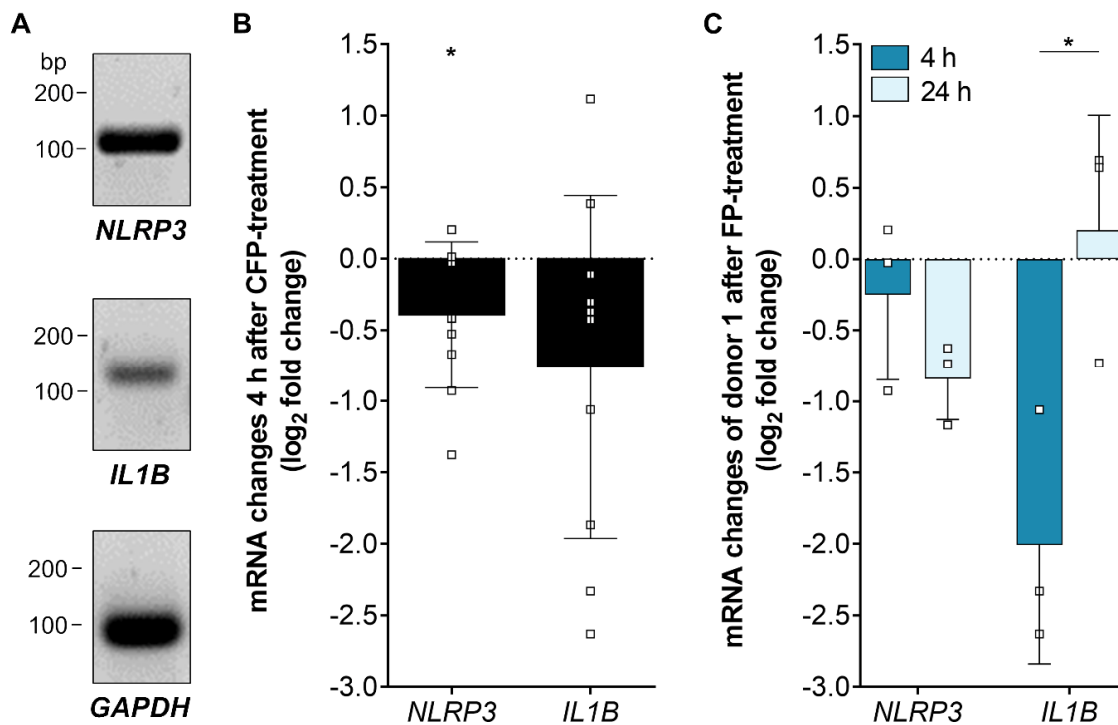 A
bp
200
100
NLRP3
200
100
IL1B
200
100
GAPDH
B
mRNA changes 4 h after CFP-treatment
(log2 fold change)
1.5
1.0
0.5
0.0
-0.5
-1.0
-1.5
-2.0
-2.5
-3.0
*
NLRP3 IL1B
C
mRNA changes of donor 1 after FP-treatment
(log2 fold change)
1.5
1.0
0.5
0.0
-0.5
-1.0
-1.5
-2.0
-2.5
-3.0
4 h
24 h
*
NLRP3 IL1B